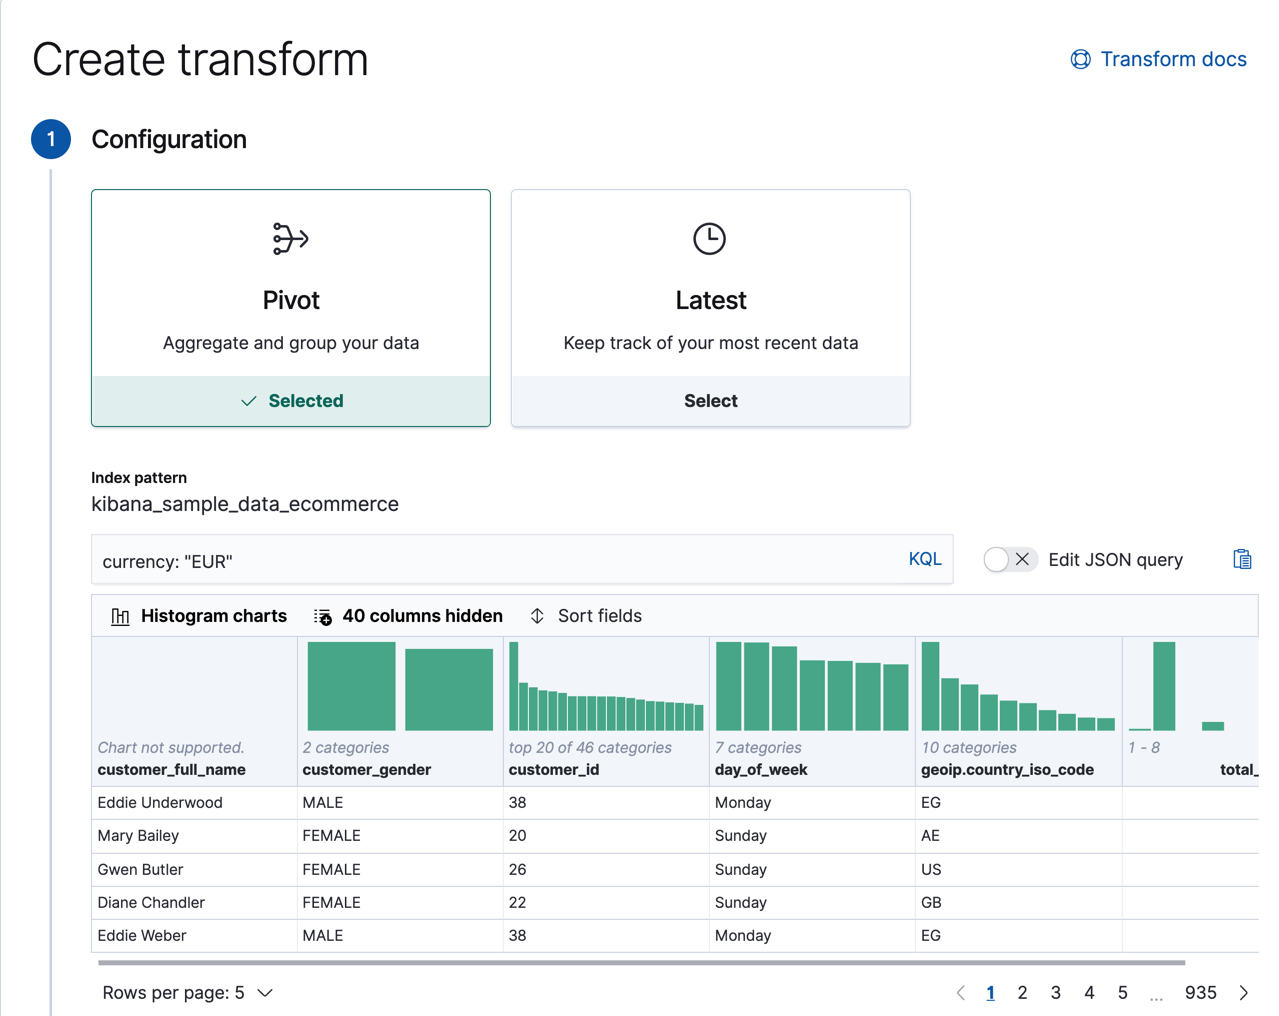 Create transform
Transform docs
1 Configuration
Pivot
Aggregate and group your data
Selected
Latest
Keep track of your most recent data
Select
Index pattern
kibana_sample_data_ecommerce
currency: "EUR" KQL Edit JSON query
Histogram charts 40 columns hidden Sort fields
Chart not supported. 2 categories top 20 of 46 categories 7 categories 10 categories 1 - 8
customer_full_name customer_gender customer_id day_of_week geoip.country_iso_code total_
Eddie Underwood MALE 38 Monday EG
Mary Bailey FEMALE 20 Sunday AE
Gwen Butler FEMALE 26 Sunday US
Diane Chandler FEMALE 22 Sunday GB
Eddie Weber MALE 38 Monday EG
Rows per page: 5 1 2 3 4 5 ... 935